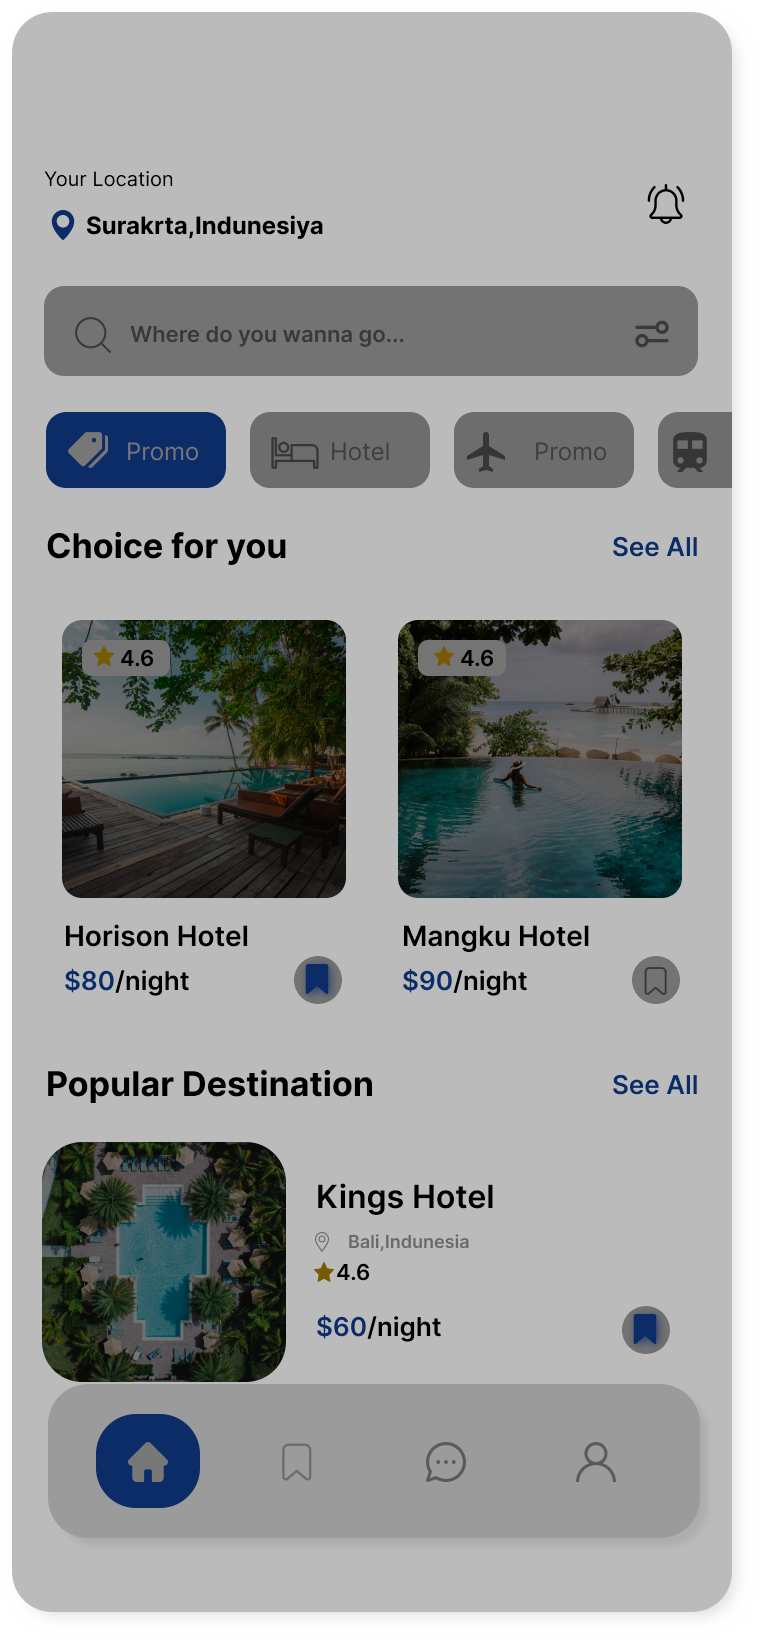 Your Location
Surakrta,Indunesiya
Where do you wanna go...
Promo Hotel Promo
Choice for you See All
4.6 4.6
Horison Hotel Mangku Hotel
$80/night $90/night
Popular Destination See All
Kings Hotel
Bali,Indunesia
4.6
$60/night